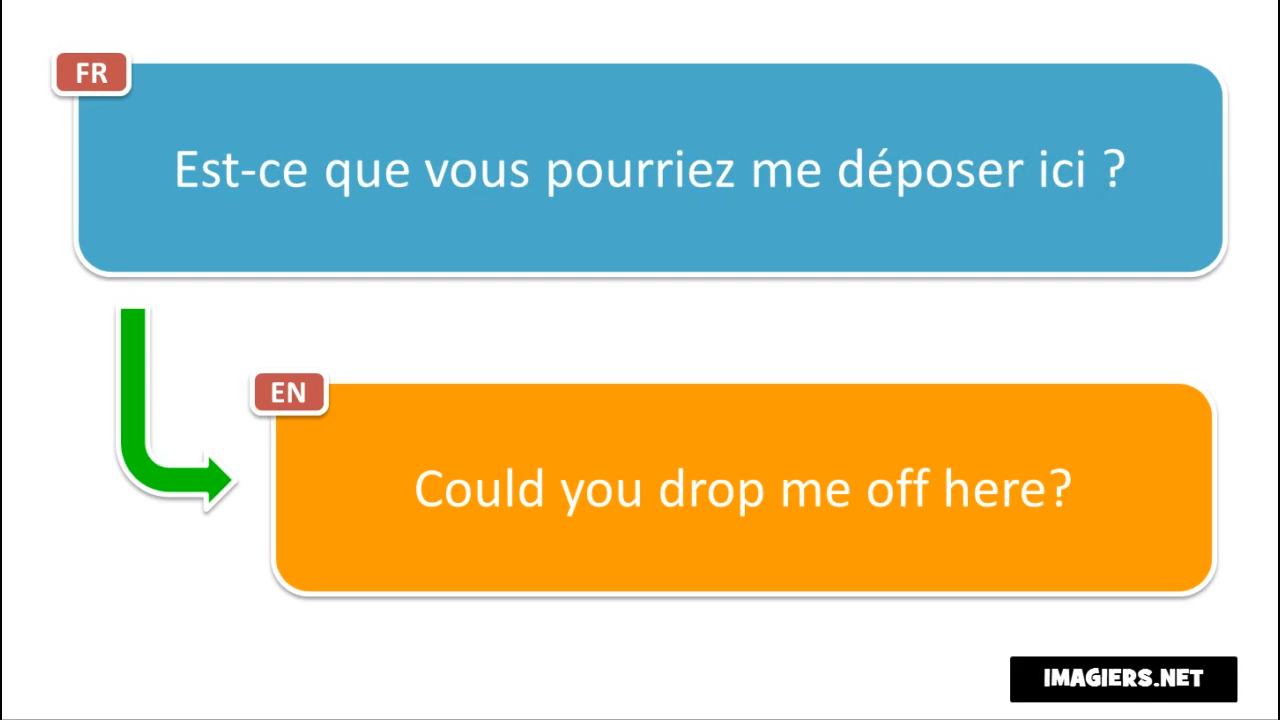 FR
Est-ce que vous pourriez me déposer ici ?
EN
Could you drop me off here?
IMAGIERS.NET